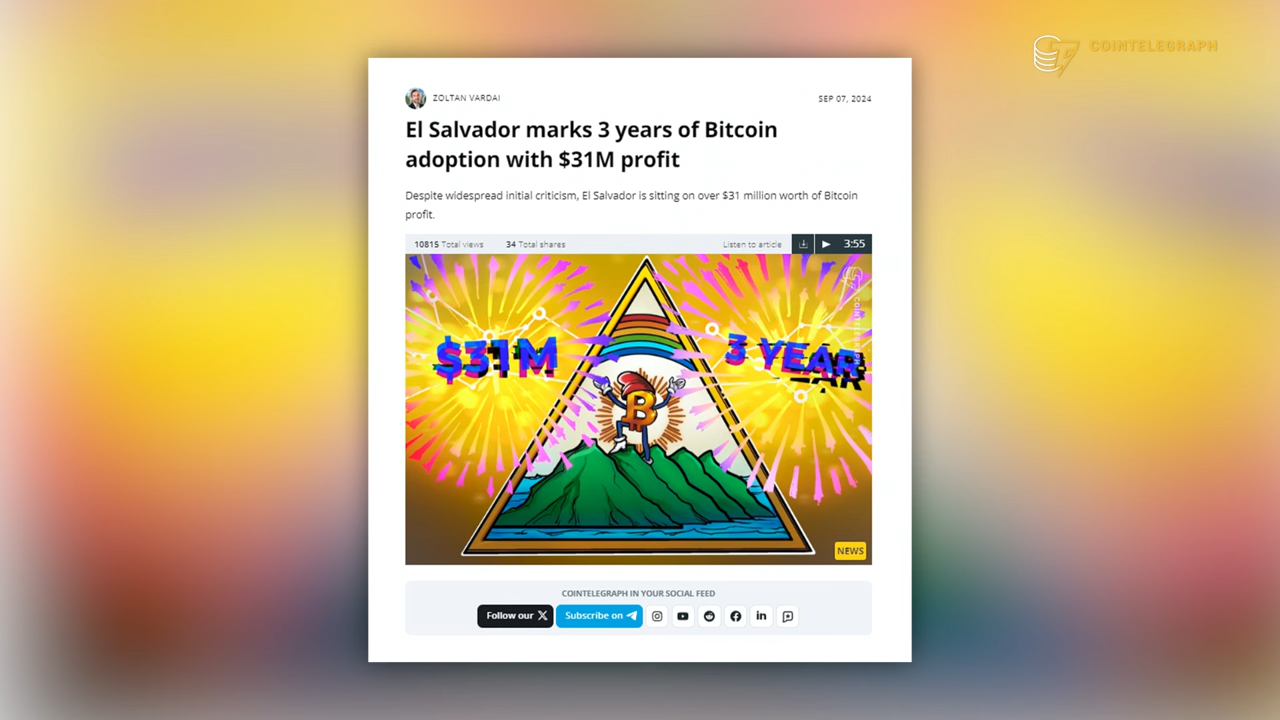 COINTELEGRAPH
ZOLTAN VARDAI
SEP 07, 2024
El Salvador marks 3 years of Bitcoin
adoption with $31M profit
Despite widespread initial criticism, El Salvador is sitting on over $31 million worth of Bitcoin
profit.
10815 Total views
34 Total shares
Listen to article
3:55
COINTELEGRAPH
$31M
3 YEAR
B
NEWS
COINTELEGRAPH IN YOUR SOCIAL FEED
Follow our X
Subscribe on
in